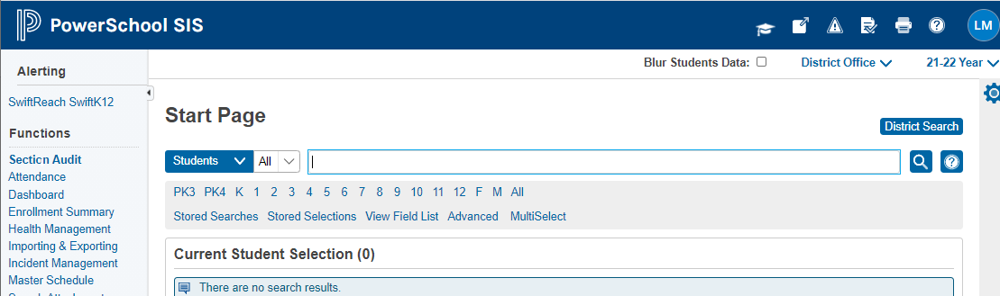 PowerSchool SIS
LM
Blur Students Data:
District Office
21-22 Year
Alerting
SwiftReach SwiftK12
Functions
Section Audit
Attendance
Dashboard
Enrollment Summary
Health Management
Importing & Exporting
Incident Management
Master Schedule
Start Page
District Search
Students
All
PK3 PK4 K 1 2 3 4 5 6 7 8 9 10 11 12 F M All
Stored Searches Stored Selections View Field List Advanced MultiSelect
Current Student Selection (0)
There are no search results.